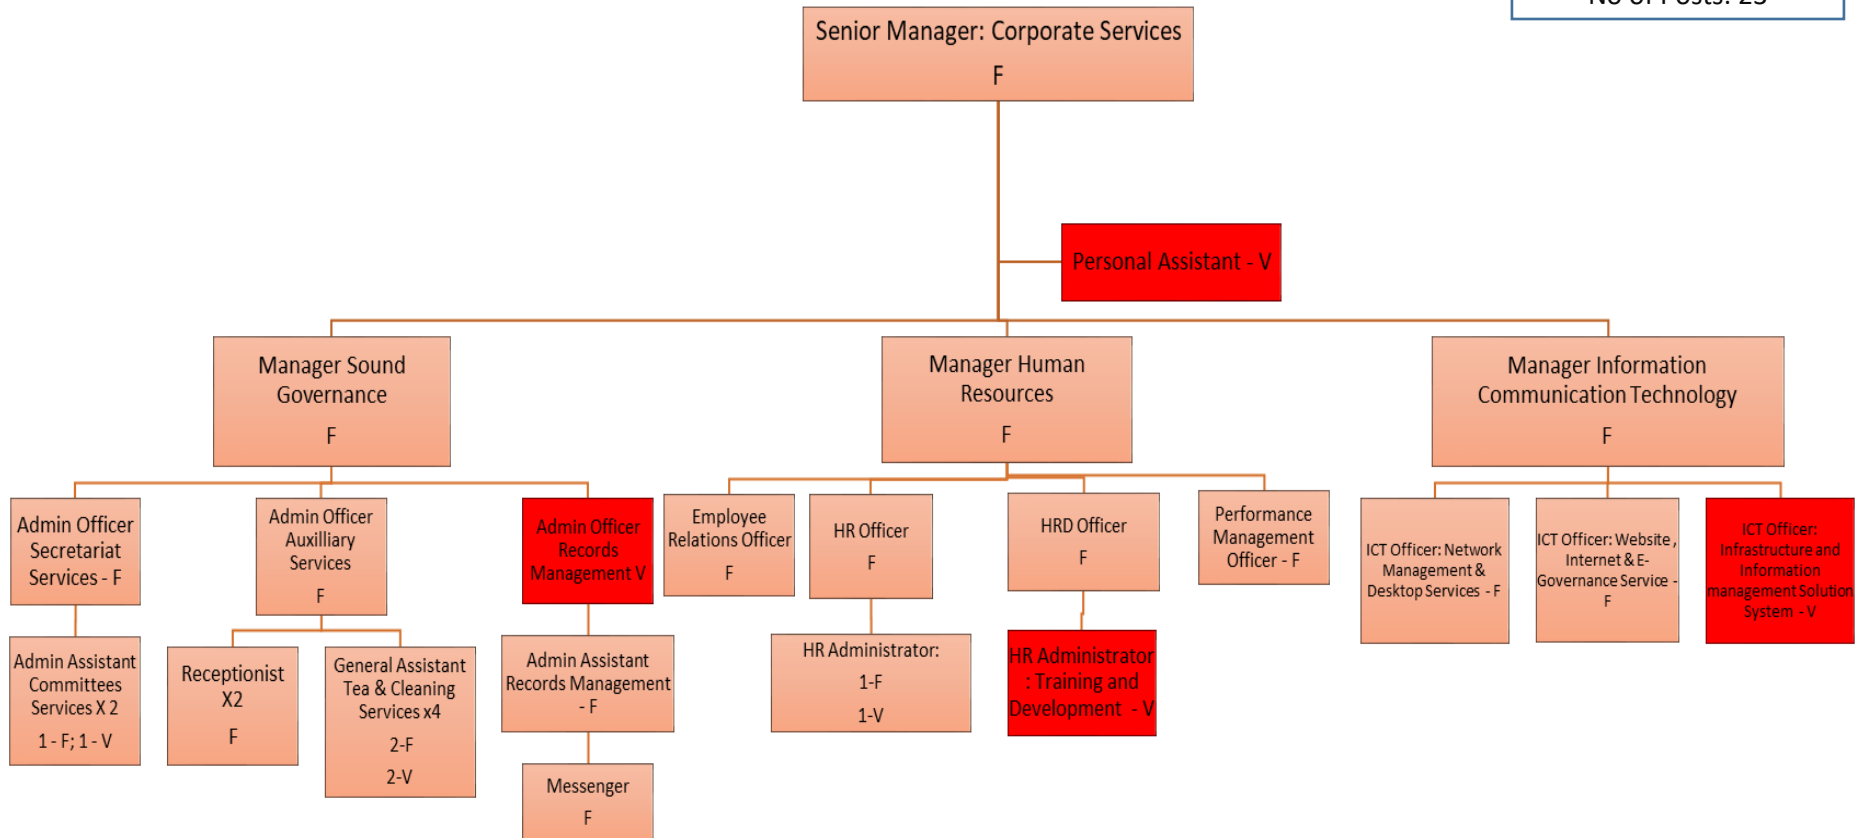 No of Posts: 25
Senior Manager: Corporate Services
F
Personal Assistant - V
Manager Sound
Governance
F
Manager Human
Resources
F
Manager Information
Communication Technology
F
Admin Officer
Secretariat
Services - F
Admin Officer
Auxilliary
Services
F
Admin Officer
Records
Management V
Employee
Relations Officer
F
HR Officer
F
HRD Officer
F
Performance
Management
Officer - F
ICT Officer: Network
Management &
Desktop Services - F
ICT Officer: Website ,
Internet & E-
Governance Service -
F
ICT Officer:
Infrastructure and
Information
management Solution
System - V
Admin Assistant
Committees
Services X 2
1 - F; 1 - V
Receptionist
X2
F
General Assistant
Tea & Cleaning
Services x4
2-F
2-V
Admin Assistant
Records Management
- F
HR Administrator:
1-F
1-V
HR Administrator
: Training and
Development - V
Messenger
F